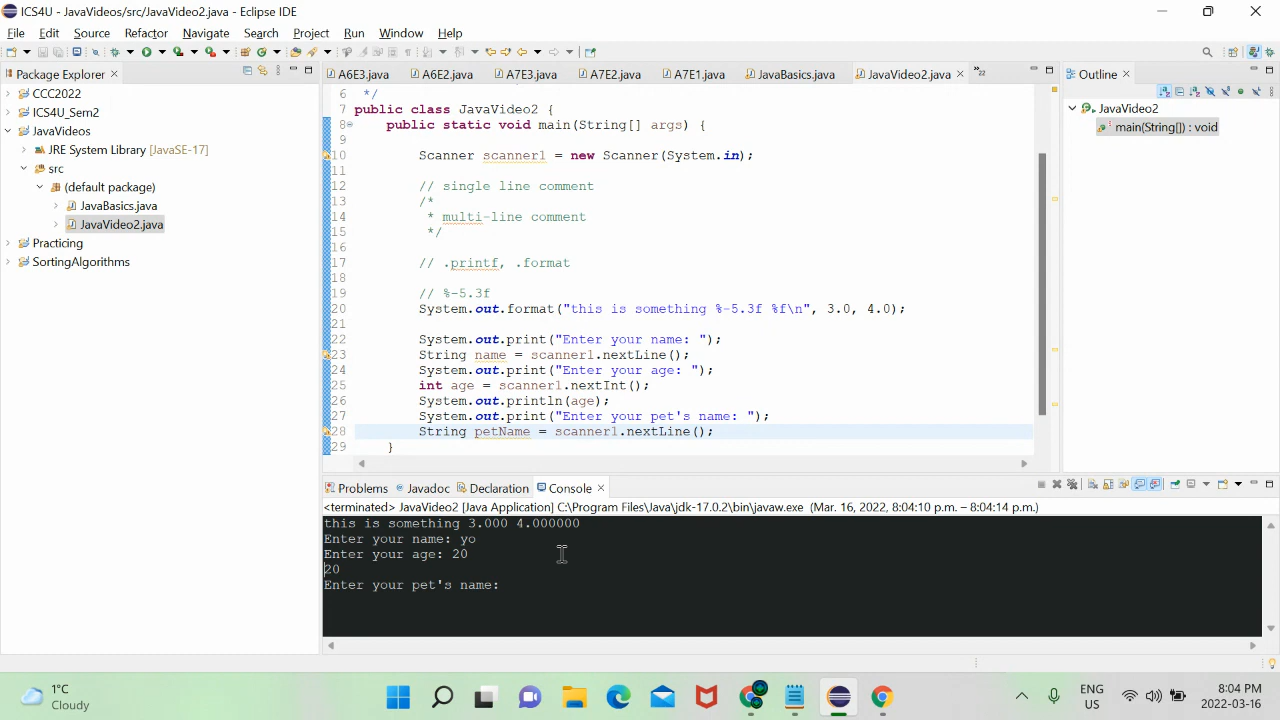 ICS4U - JavaVideos/src/JavaVideo2.java - Eclipse IDE
File Edit Source Refactor Navigate Search Project Run Window Help
Package Explorer
CCC2022
ICS4U_Sem2
JavaVideos
JRE System Library [JavaSE-17]
src
(default package)
JavaBasics.java
JavaVideo2.java
Practicing
SortingAlgorithms
A6E3.java A6E2.java A7E3.java A7E2.java A7E1.java JavaBasics.java JavaVideo2.java 22
6 */
7 public class JavaVideo2 {
8 public static void main(String[] args) {
9
10 Scanner scanner1 = new Scanner(System.in);
11
12 // single line comment
13 /*
14 * multi-line comment
15 */
16
17 // .printf, .format
18
19 // %-5.3f
20 System.out.format("this is something %-5.3f %f\n", 3.0, 4.0);
21
22 System.out.print("Enter your name: ");
23 String name = scanner1.nextLine();
24 System.out.print("Enter your age: ");
25 int age = scanner1.nextInt();
26 System.out.println(age);
27 System.out.print("Enter your pet's name: ");
28 String petName = scanner1.nextLine();
29 }
Outline
JavaVideo2
main(String[]) : void
Problems Javadoc Declaration Console
<terminated> JavaVideo2 [Java Application] C:\Program Files\Java\jdk-17.0.2\bin\javaw.exe (Mar. 16, 2022, 8:04:10 p.m. – 8:04:14 p.m.)
this is something 3.000 4.000000
Enter your name: yo
Enter your age: 20
20
Enter your pet's name:
1°C
Cloudy
ENG
US
8:04 PM
2022-03-16